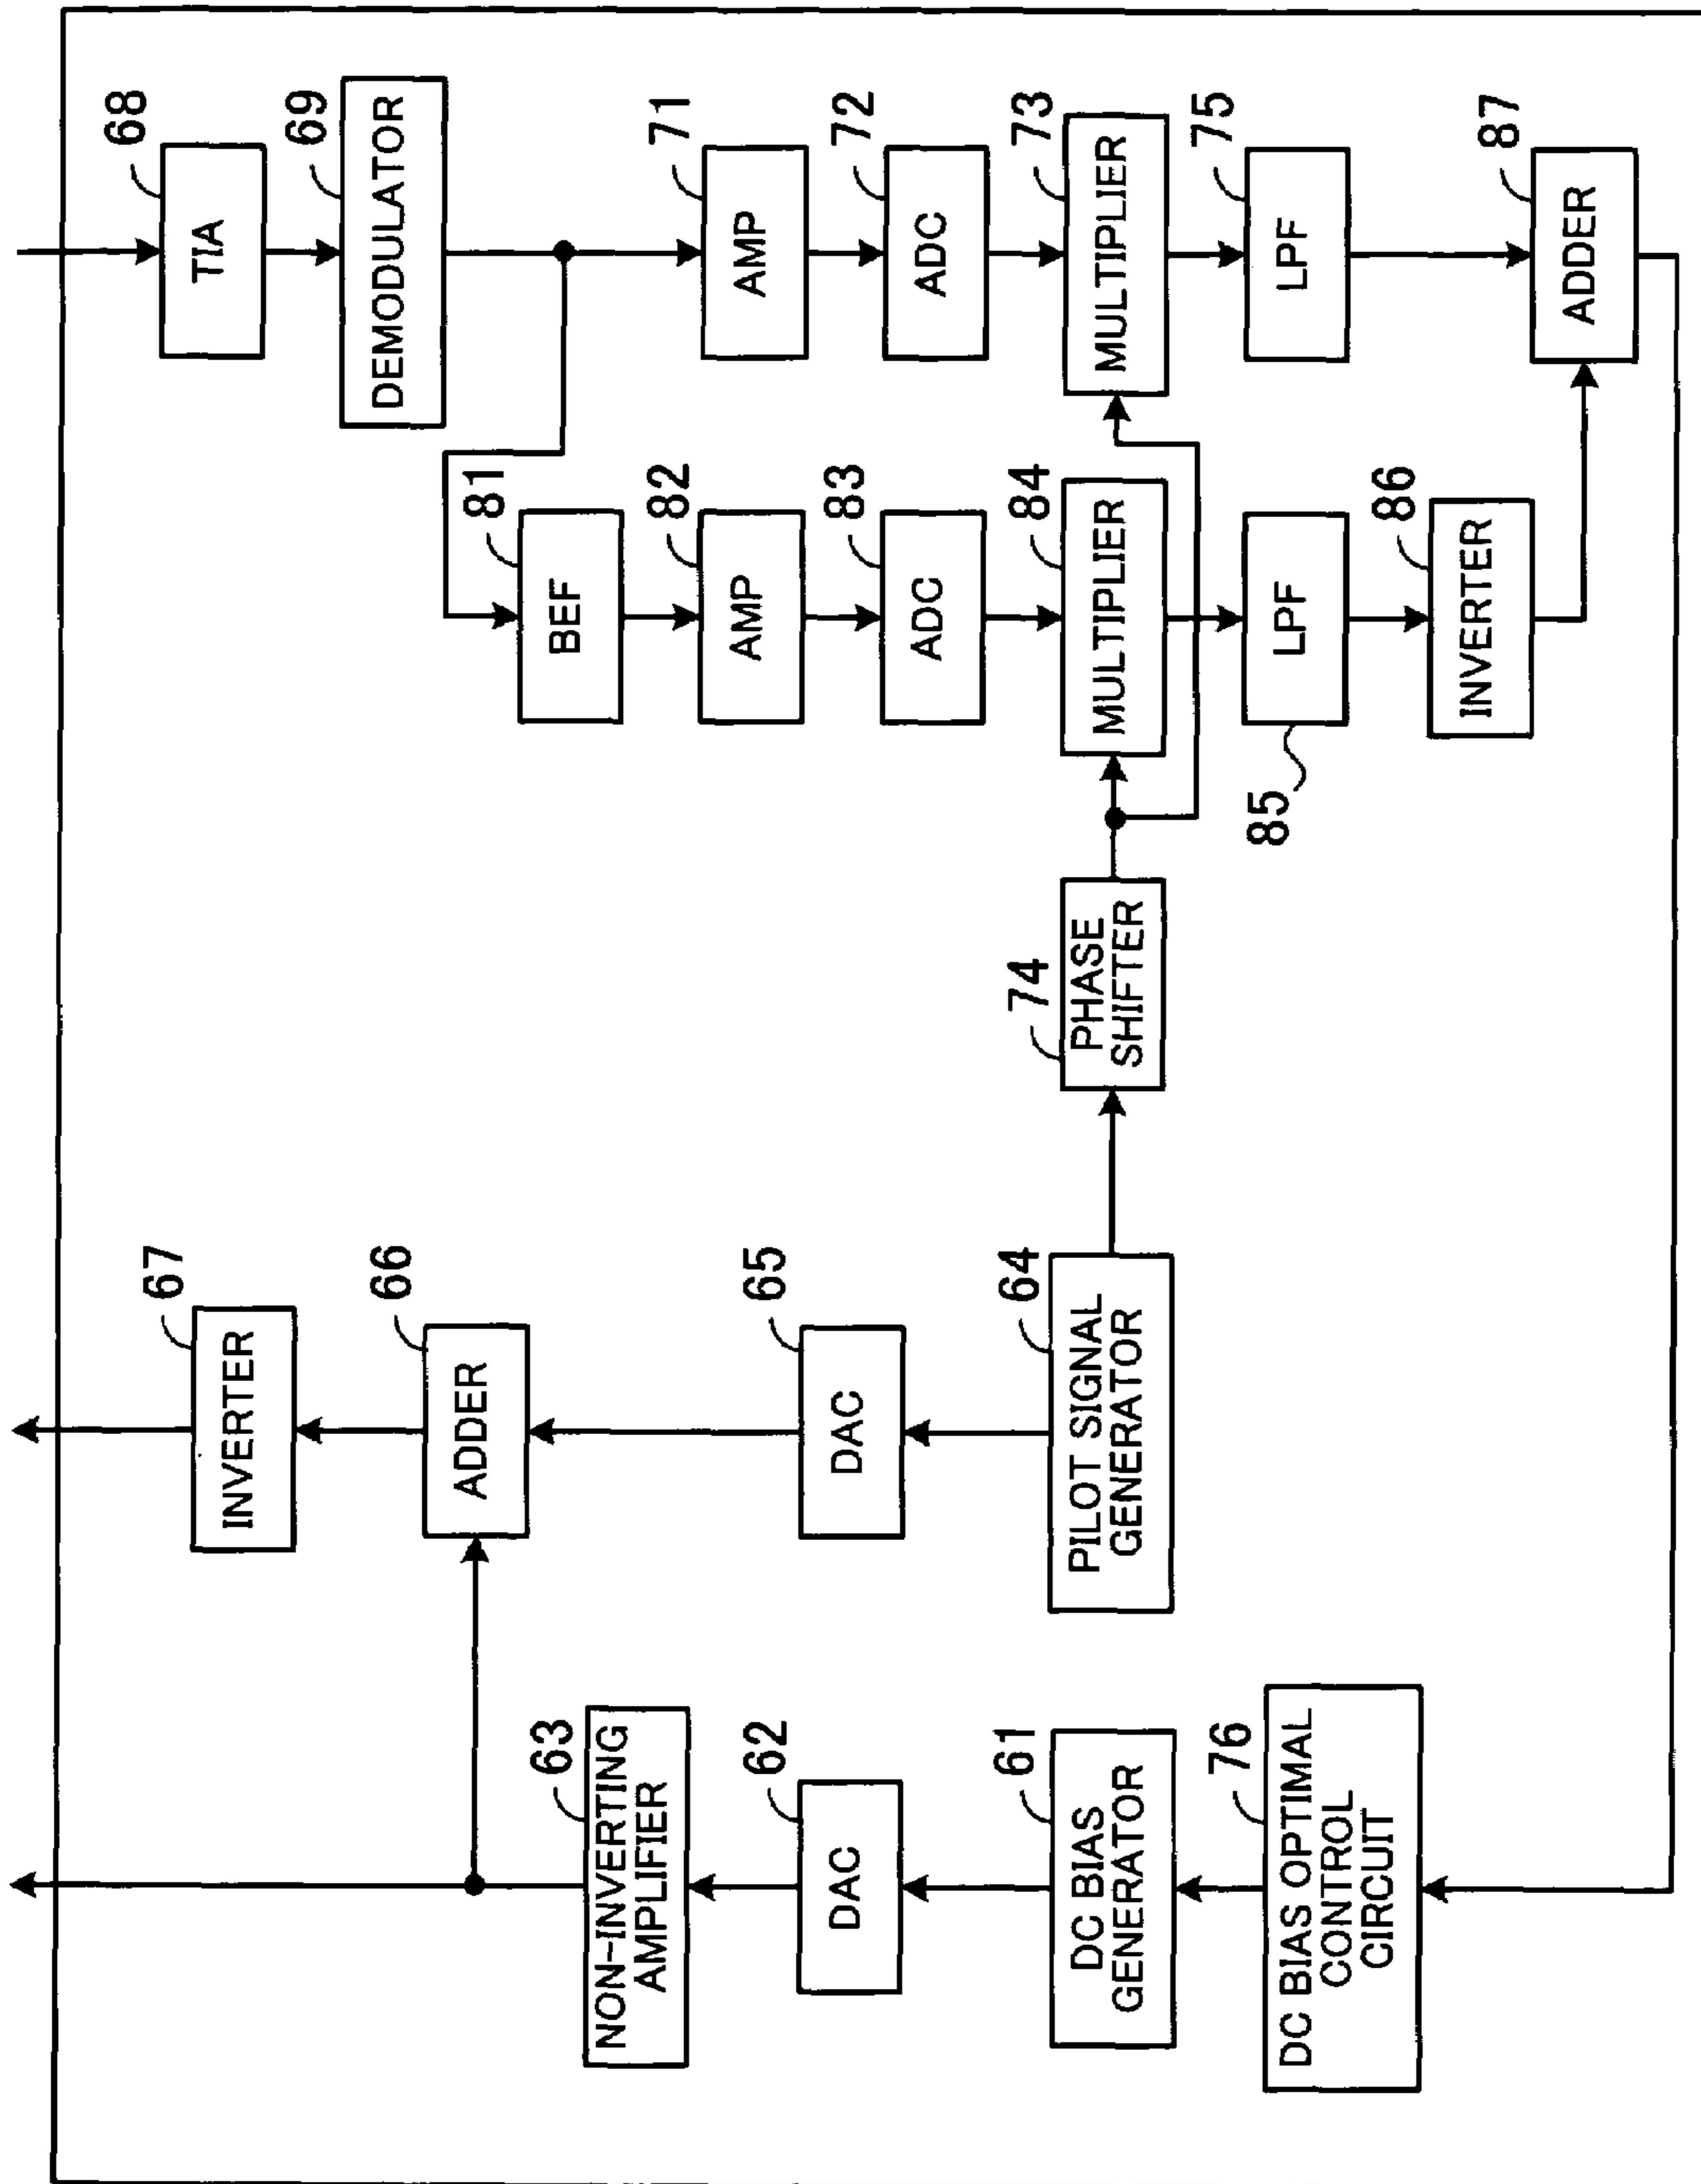 68
TIA
69
DEMODULATOR
71
AMP
72
ADC
73
MULTIPLIER
75
LPF
87
ADDER
81
BEF
82
AMP
83
ADC
84
MULTIPLIER
85
LPF
86
INVERTER
74
PHASE
SHIFTER
67
INVERTER
66
ADDER
65
DAC
64
PILOT SIGNAL
GENERATOR
63
NON-INVERTING
AMPLIFIER
62
DAC
61
DC BIAS
GENERATOR
76
DC BIAS OPTIMAL
CONTROL
CIRCUIT